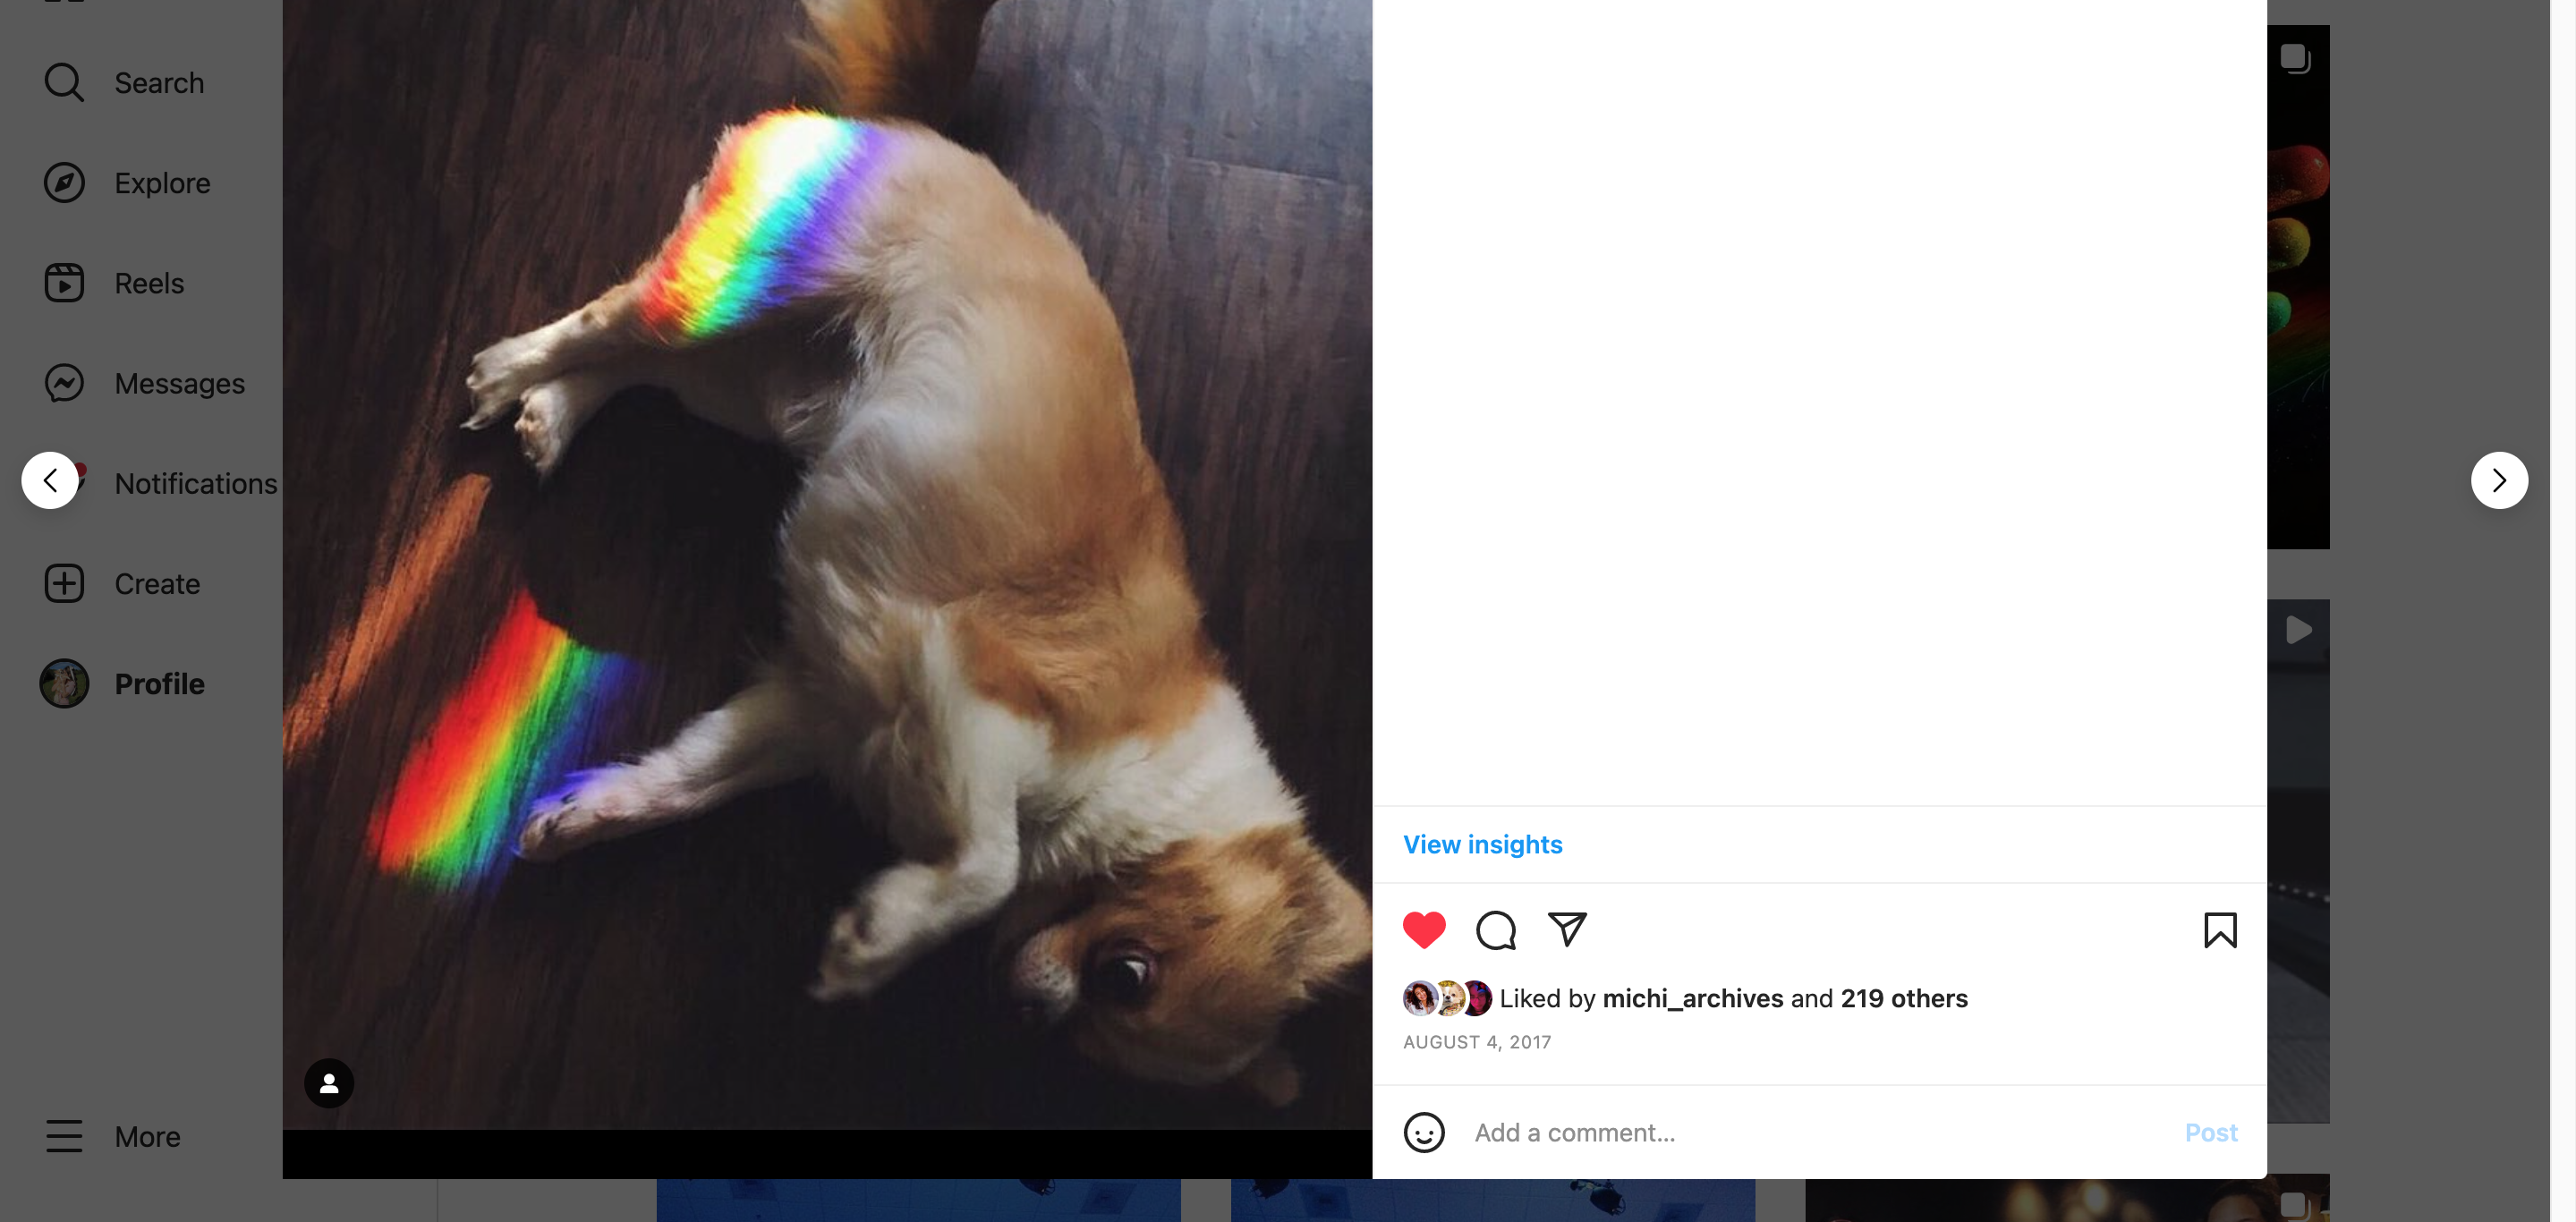 Search
Explore
Reels
Messages
Notifications
Create
Profile
More
View insights
Liked by michi_archives and 219 others
AUGUST 4, 2017
Add a comment...
Post